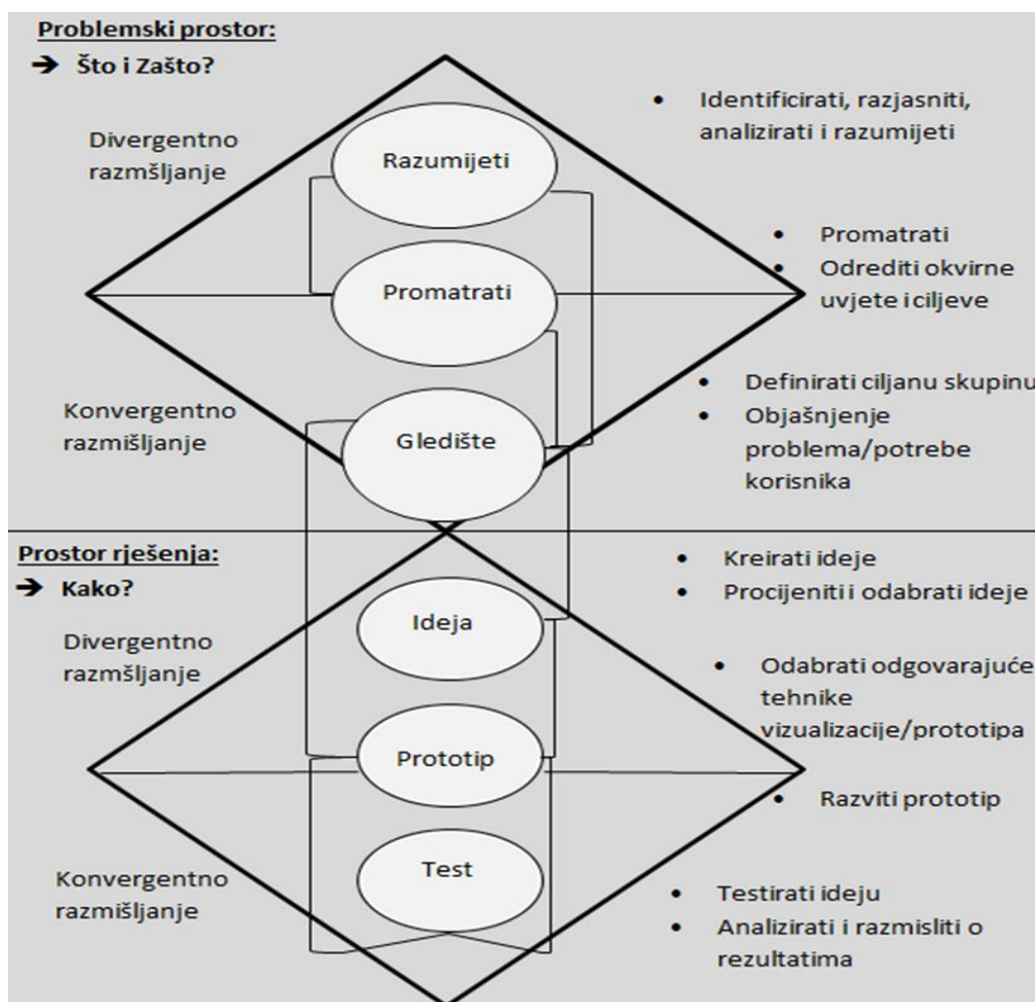 Problemski prostor:
➔ Što i Zašto?
Divergentno
razmšljanje
Razumijeti
• Identificirati, razjasniti,
analizirati i razumijeti
Promatrati
• Promatrati
• Odrediti okvirne
uvjete i ciljeve
Konvergentno
razmišljanje
Gledište
• Definirati ciljanu skupinu
• Objašnjenje
problema/potrebe
korisnika
Prostor rješenja:
➔ Kako?
Divergentno
razmšljanje
Ideja
• Kreirati ideje
• Procijeniti i odabrati ideje
Prototip
• Odabrati odgovarajuće
tehnike
vizualizacije/prototipa
• Razviti prototip
Konvergentno
razmišljanje
Test
• Testirati ideju
• Analizirati i razmisliti o
rezultatima